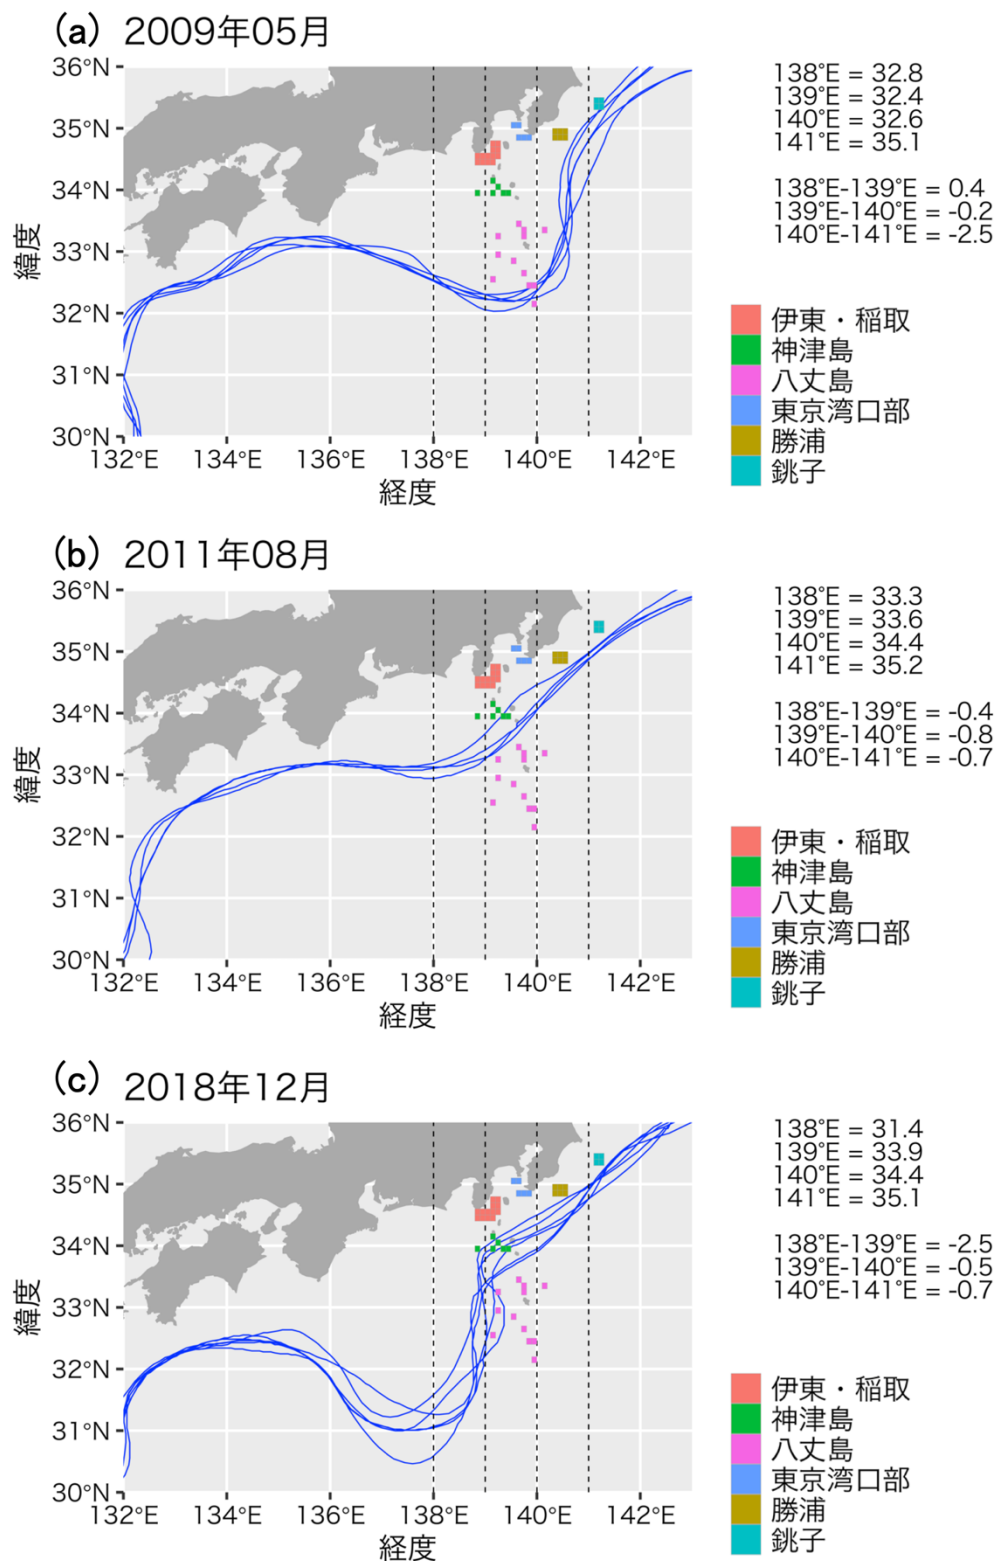 (a) 2009年05月
36°N
35°N
34°N
33°N
32°N
31°N
30°N
緯度
132°E 134°E 136°E 138°E 140°E 142°E
経度
138°E = 32.8
139°E = 32.4
140°E = 32.6
141°E = 35.1
138°E-139°E = 0.4
139°E-140°E = -0.2
140°E-141°E = -2.5
伊東・稲取
神津島
八丈島
東京湾口部
勝浦
銚子
(b) 2011年08月
36°N
35°N
34°N
33°N
32°N
31°N
30°N
緯度
132°E 134°E 136°E 138°E 140°E 142°E
経度
138°E = 33.3
139°E = 33.6
140°E = 34.4
141°E = 35.2
138°E-139°E = -0.4
139°E-140°E = -0.8
140°E-141°E = -0.7
伊東・稲取
神津島
八丈島
東京湾口部
勝浦
銚子
(c) 2018年12月
36°N
35°N
34°N
33°N
32°N
31°N
30°N
緯度
132°E 134°E 136°E 138°E 140°E 142°E
経度
138°E = 31.4
139°E = 33.9
140°E = 34.4
141°E = 35.1
138°E-139°E = -2.5
139°E-140°E = -0.5
140°E-141°E = -0.7
伊東・稲取
神津島
八丈島
東京湾口部
勝浦
銚子